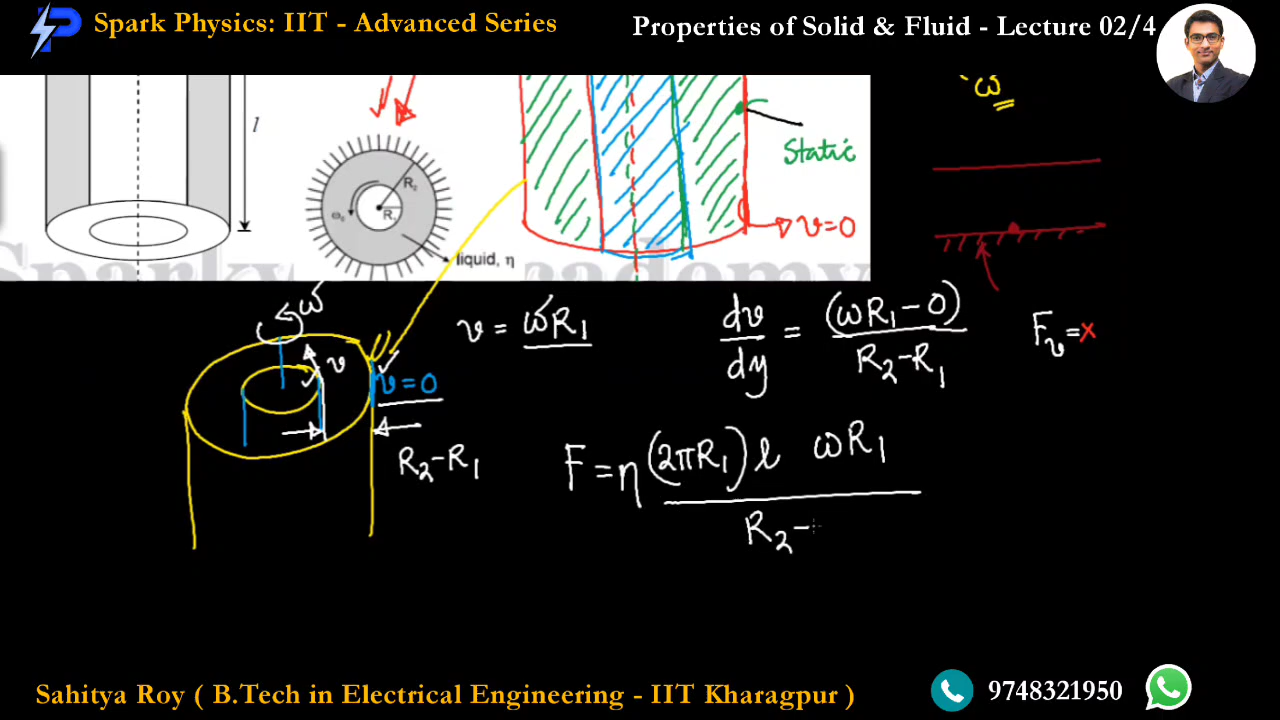 Spark Physics: IIT - Advanced Series
Properties of Solid & Fluid - Lecture 02/4
ω
l
R₂
ω₀
R₁
liquid, η
Static
v=0
ω
v = ωR₁
dv/dy = (ωR₁-0)/R₂-R₁
Fᵥ=×
v
v=0
R₂-R₁
F=η(2πR₁)l ωR₁
R₂-
Sahitya Roy ( B.Tech in Electrical Engineering - IIT Kharagpur )
9748321950